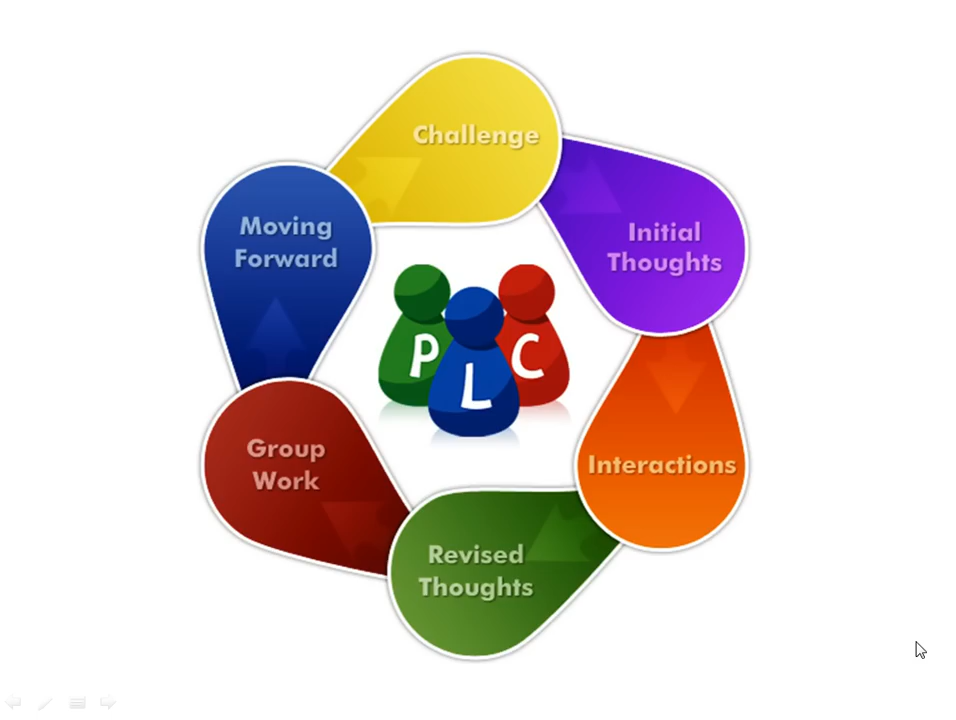 Challenge
Initial
Thoughts
Interactions
Revised
Thoughts
Group
Work
Moving
Forward
P L C